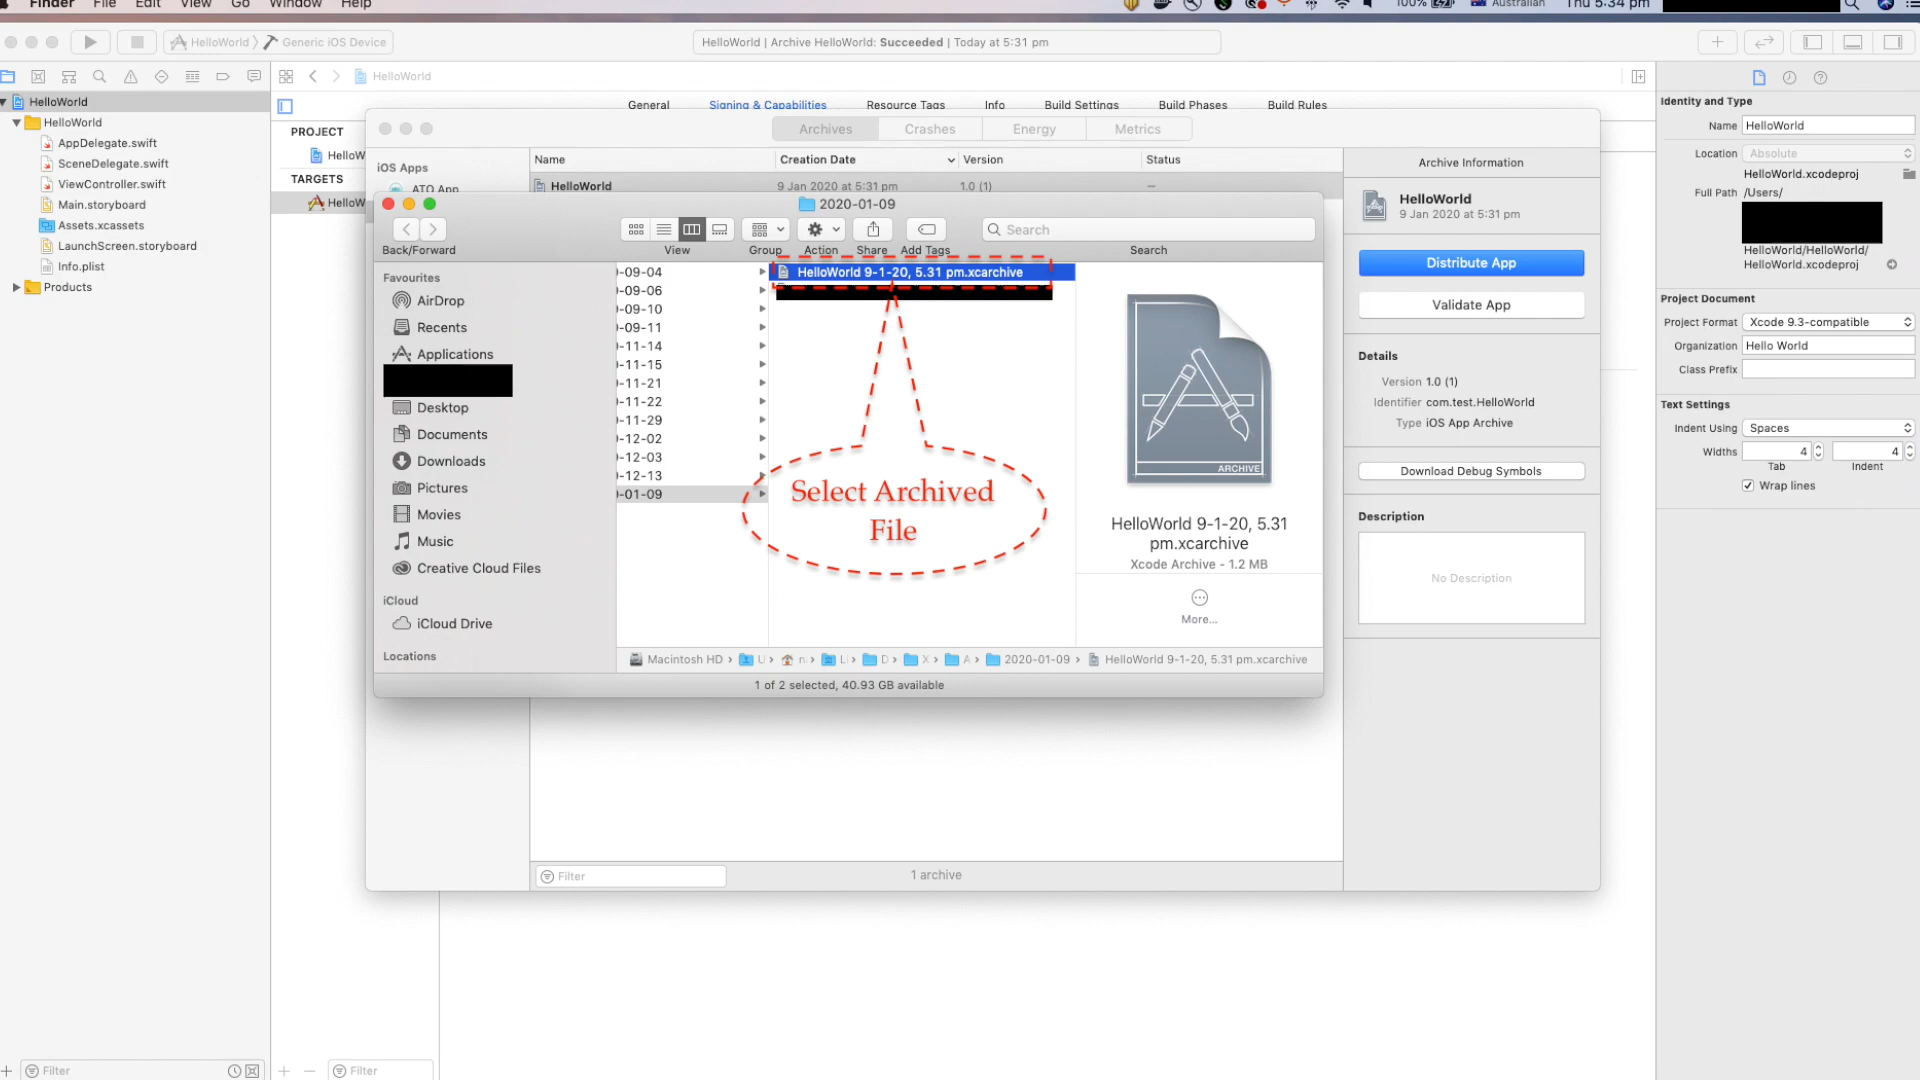 Finder File Edit View Go Window Help
100% Australian Thu 5:34 pm
HelloWorld Generic iOS Device
HelloWorld | Archive HelloWorld: Succeeded | Today at 5:31 pm
HelloWorld
HelloWorld
HelloWorld
AppDelegate.swift
SceneDelegate.swift
ViewController.swift
Main.storyboard
Assets.xcassets
LaunchScreen.storyboard
Info.plist
Products
Filter
General Signing & Capabilities Resource Tags Info Build Settings Build Phases Build Rules
PROJECT
HelloW
TARGETS
HelloW
Filter
Archives Crashes Energy Metrics
iOS Apps
ATO App
Name Creation Date Version Status
HelloWorld 9 Jan 2020 at 5:31 pm 1.0 (1) --
2020-01-09
Search
Back/Forward View Group Action Share Add Tags Search
Favourites
AirDrop
Recents
Applications
Desktop
Documents
Downloads
Pictures
Movies
Music
Creative Cloud Files
iCloud
iCloud Drive
Locations
-09-04
-09-06
-09-10
-09-11
-11-14
-11-15
-11-21
-11-22
-11-29
-12-02
-12-03
-12-13
-01-09
HelloWorld 9-1-20, 5.31 pm.xcarchive
Select Archived
File
ARCHIVE
HelloWorld 9-1-20, 5.31
pm.xcarchive
Xcode Archive - 1.2 MB
More...
Macintosh HD › U› n› L› D› X› A› 2020-01-09 › HelloWorld 9-1-20, 5.31 pm.xcarchive
1 of 2 selected, 40.93 GB available
Filter
1 archive
Archive Information
HelloWorld
9 Jan 2020 at 5:31 pm
Distribute App
Validate App
Details
Version 1.0 (1)
Identifier com.test.HelloWorld
Type iOS App Archive
Download Debug Symbols
Description
No Description
Identity and Type
Name HelloWorld
Location Absolute
HelloWorld.xcodeproj
Full Path /Users/
HelloWorld/HelloWorld/
HelloWorld.xcodeproj
Project Document
Project Format Xcode 9.3-compatible
Organization Hello World
Class Prefix
Text Settings
Indent Using Spaces
Widths 4 4
Tab Indent
Wrap lines